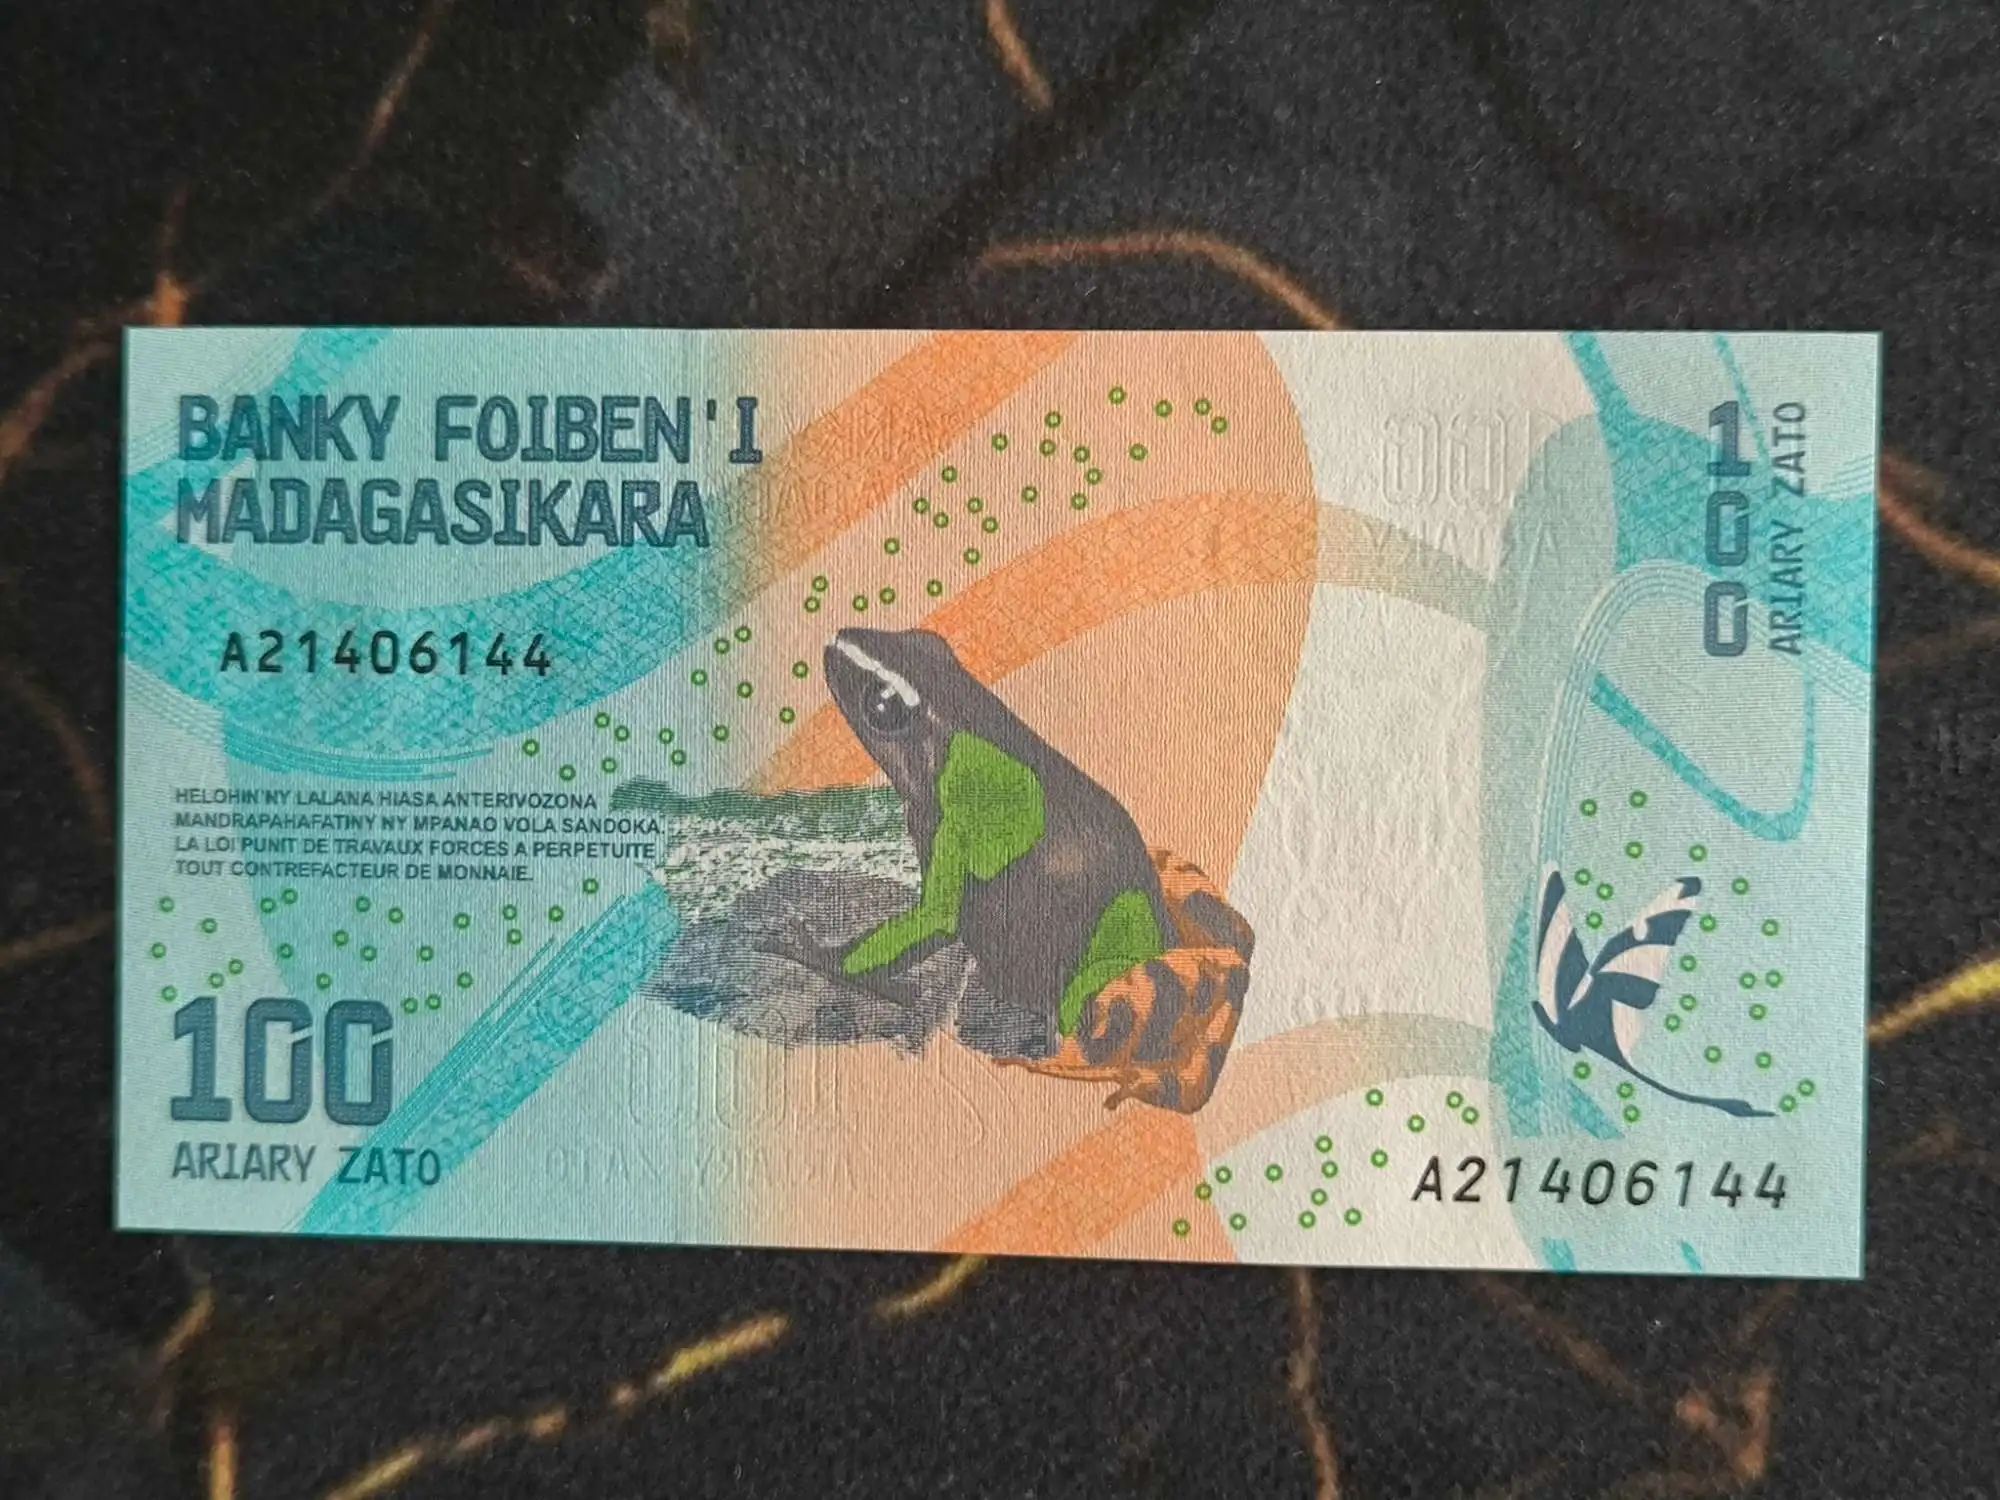 BANKY FOIBEN'I
MADAGASIKARA
A21406144
HELOHIN'NY LALANA HIASA ANTERIVOZONA
MANDRAPAHAFATINY NY MPANAO VOLA SANDOKA.
LA LOI PUNIT DE TRAVAUX FORCES A PERPETUITE
TOUT CONTREFACTEUR DE MONNAIE.
100
ARIARY ZATO
100
ARIARY ZATO
A21406144